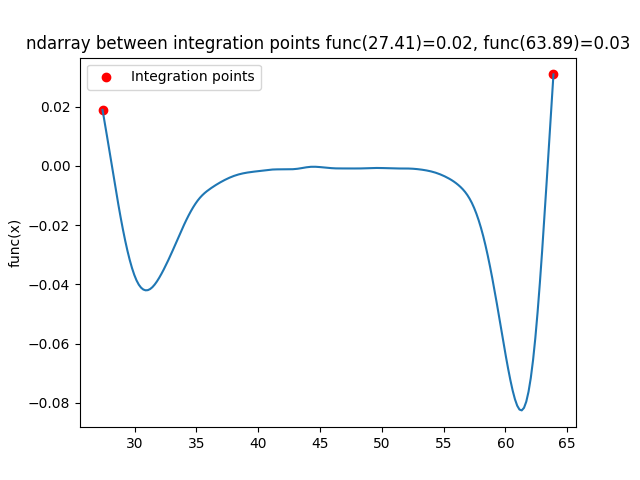 ndarray between integration points func(27.41)=0.02, func(63.89)=0.03
Integration points
func(x)
0.02
0.00
−0.02
−0.04
−0.06
−0.08
30 35 40 45 50 55 60 65